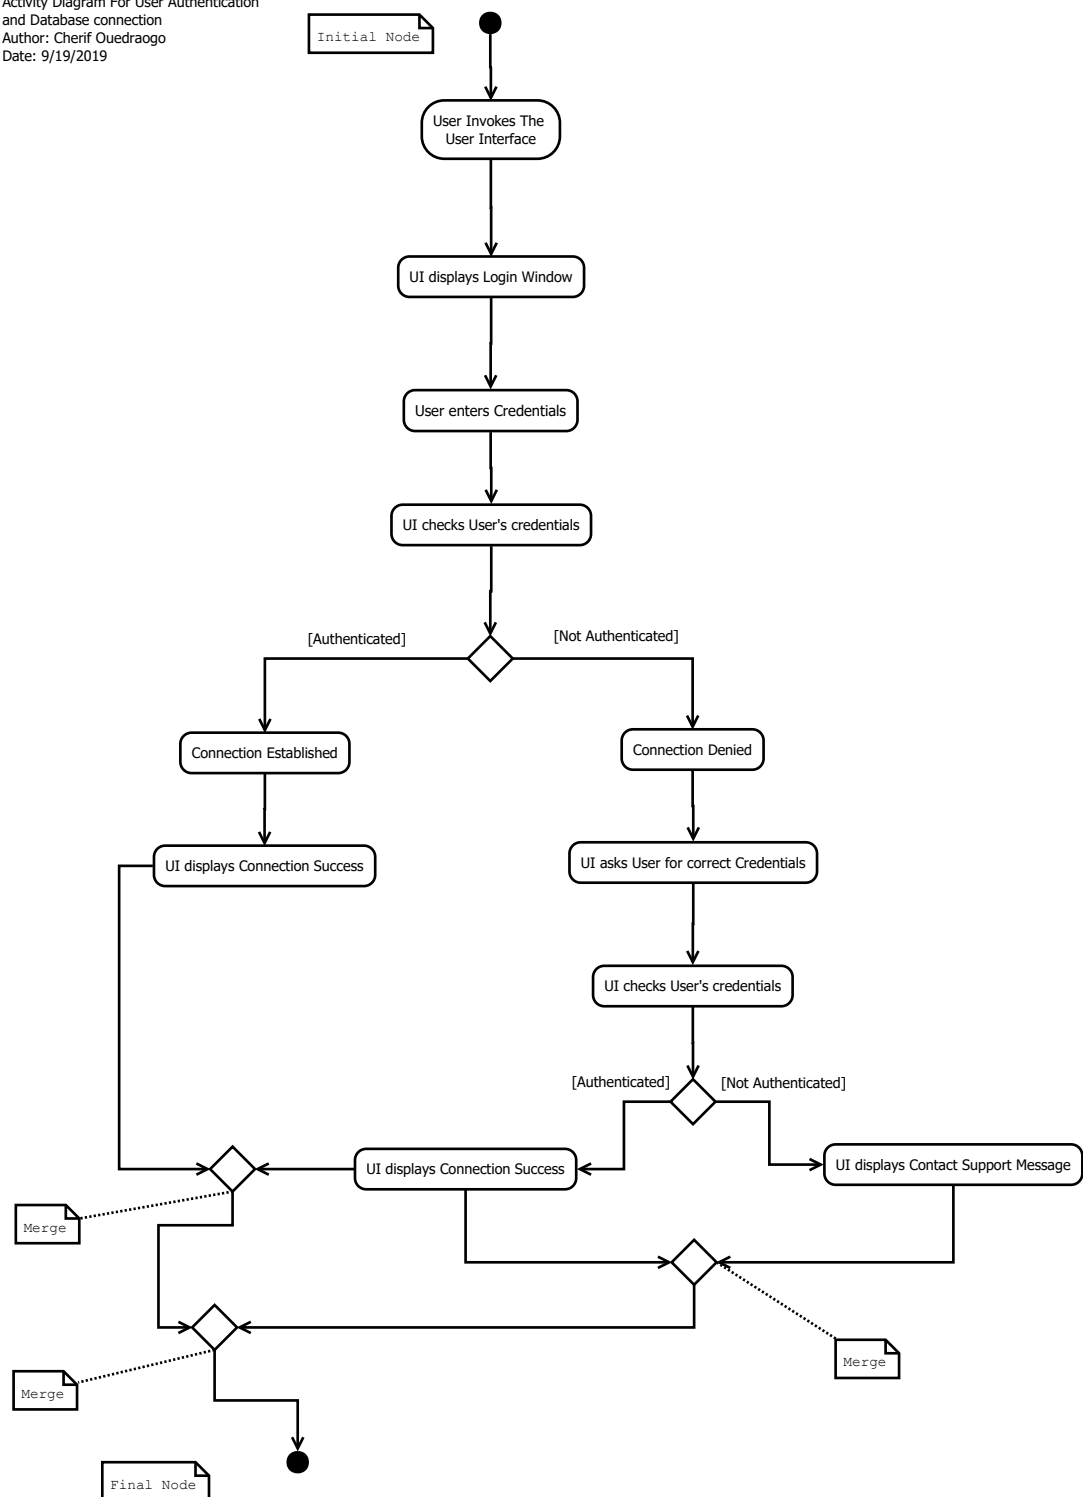 Activity Diagram For User Authentication
and Database connection
Author: Cherif Ouedraogo
Date: 9/19/2019
Initial Node
User Invokes The
User Interface
UI displays Login Window
User enters Credentials
UI checks User's credentials
[Authenticated]
[Not Authenticated]
Connection Established
Connection Denied
UI displays Connection Success
UI asks User for correct Credentials
UI checks User's credentials
[Authenticated]
[Not Authenticated]
UI displays Connection Success
UI displays Contact Support Message
Merge
Merge
Merge
Final Node